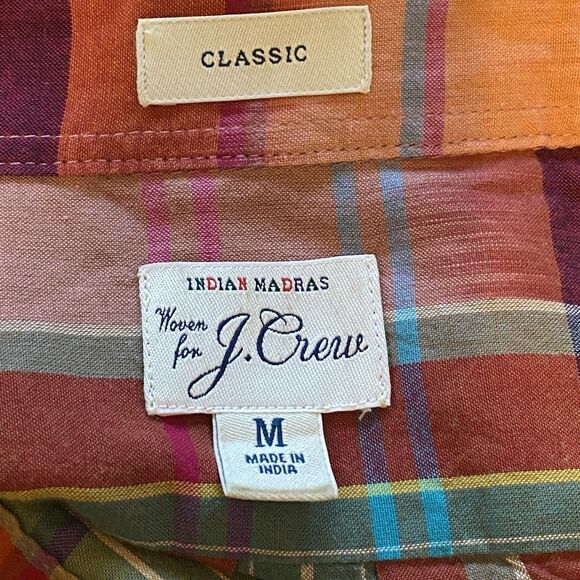 CLASSIC
INDIAN MADRAS
Woven
for J.Crew
M
MADE IN
INDIA